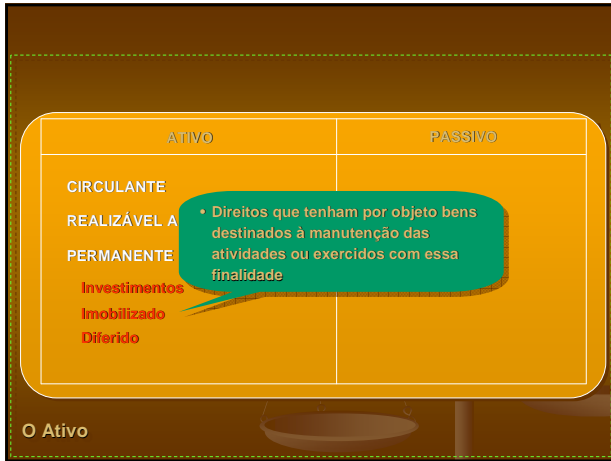 ATIVO
PASSIVO
CIRCULANTE
REALIZÁVEL A
PERMANENTE
Investimentos
Imobilizado
Diferido
• Direitos que tenham por objeto bens
destinados à manutenção das
atividades ou exercidos com essa
finalidade
O Ativo